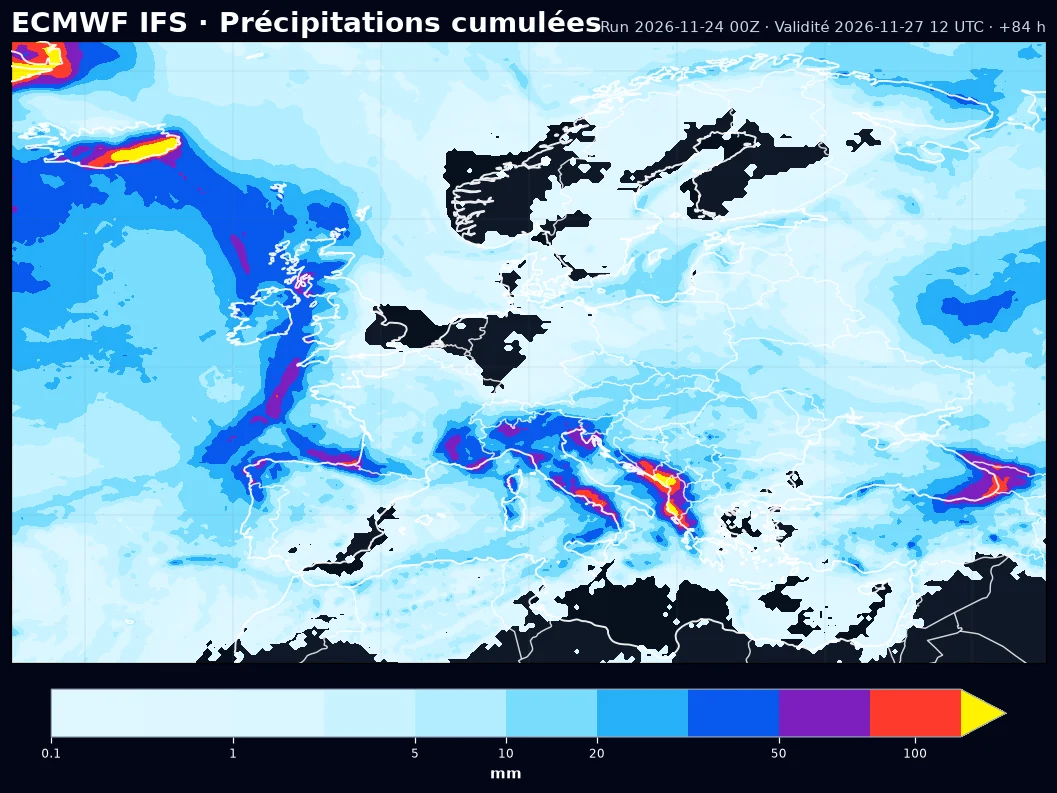 ECMWF IFS · Précipitations cumulées
Run 2026-11-24 00Z · Validité 2026-11-27 12 UTC · +84 h
0.1 1 5 10 20 50 100
mm